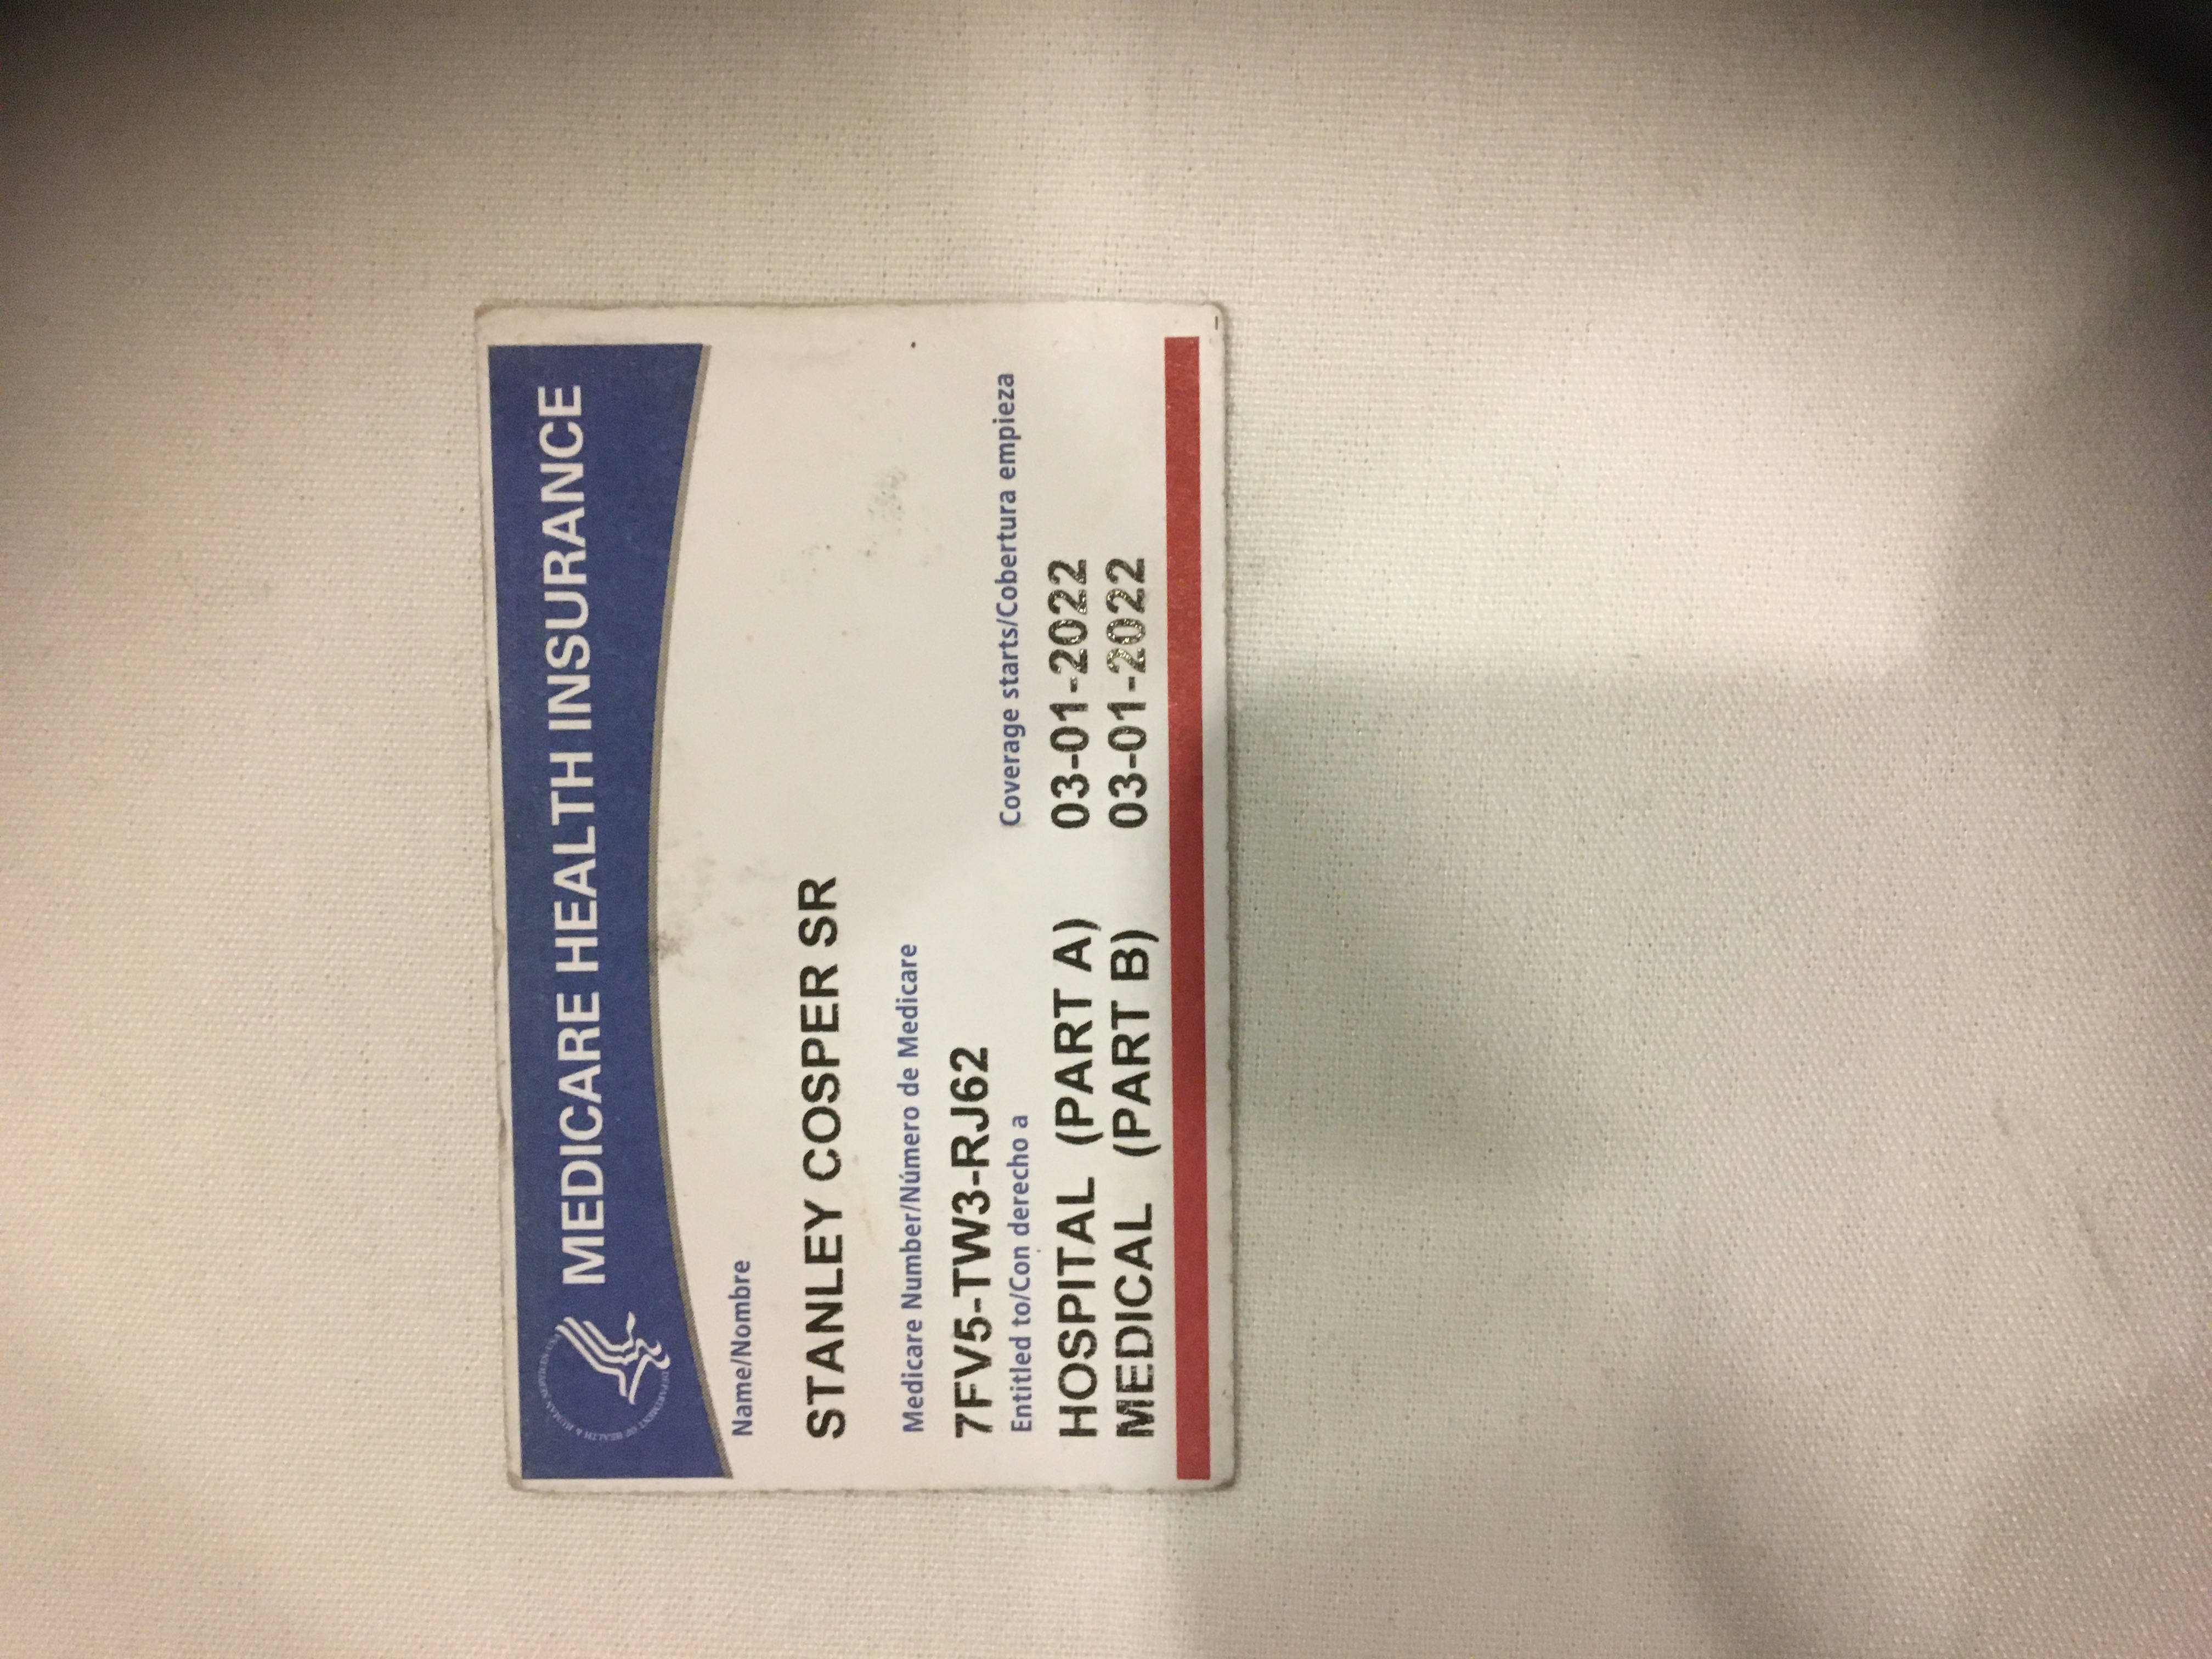 MEDICARE HEALTH INSURANCE
Name/Nombre
STANLEY COSPER SR
Medicare Number/Número de Medicare
7FV5-TW3-RJ62
Entitled to/Con derecho a Coverage starts/Cobertura empieza
HOSPITAL (PART A) 03-01-2022
MEDICAL (PART B) 03-01-2022